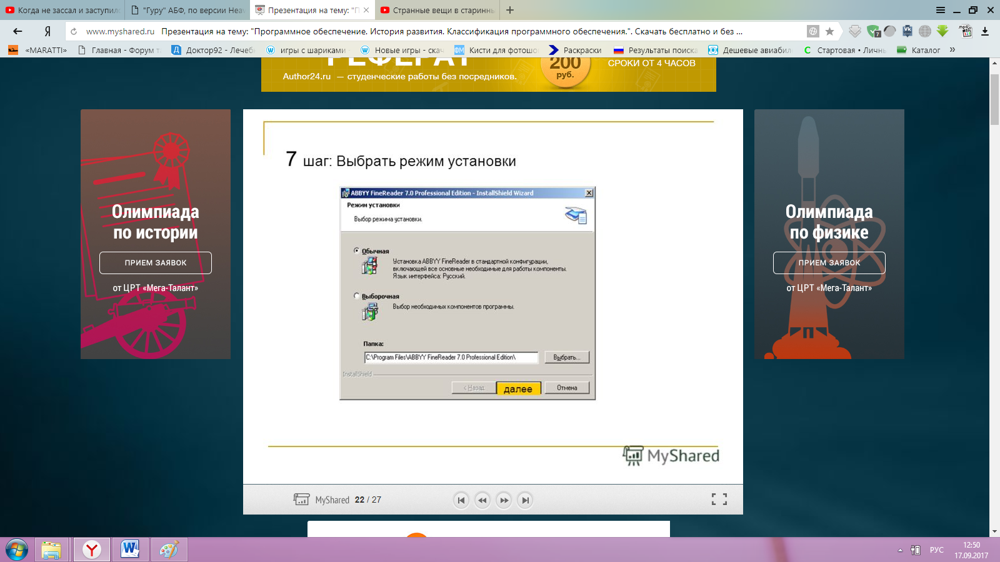 Когда не зассал и заступилс
"Гуру" АБФ, по версии Неа
Презентация на тему: "П
Странные вещи в старинны
www.myshared.ru Презентация на тему: "Программное обеспечение. История развития. Классификация программного обеспечения.". Скачать бесплатно и без ...
7
«MARATTI»
Главная - Форум т
Доктор92 - Лечеб
игры с шариками
Новые игры - скач
Кисти для фотошо
Раскраски
Результаты поиска
Дешевые авиабил
Стартовая • Личн
Каталог
»
РЕФЕРАТ
200
руб.
СРОКИ ОТ 4 ЧАСОВ
Author24.ru — студенческие работы без посредников.
Олимпиада
по истории
ПРИЕМ ЗАЯВОК
от ЦРТ «Мега-Талант»
7 шаг: Выбрать режим установки
ABBYY FineReader 7.0 Professional Edition - InstallShield Wizard
Режим установки
Выбор режима установки.
Обычная
Установка ABBYY FineReader в стандартной конфигурации,
включающей все основные необходимые для работы компоненты.
Язык интерфейса: Русский.
Выборочная
Выбор необходимых компонентов программы.
Папка:
C:\Program Files\ABBYY FineReader 7.0 Professional Edition\
Выбрать...
InstallShield
< Назад
далее
Отмена
MyShared
Олимпиада
по физике
ПРИЕМ ЗАЯВОК
от ЦРТ «Мега-Талант»
MyShared 22 / 27
РУС
12:50
17.09.2017